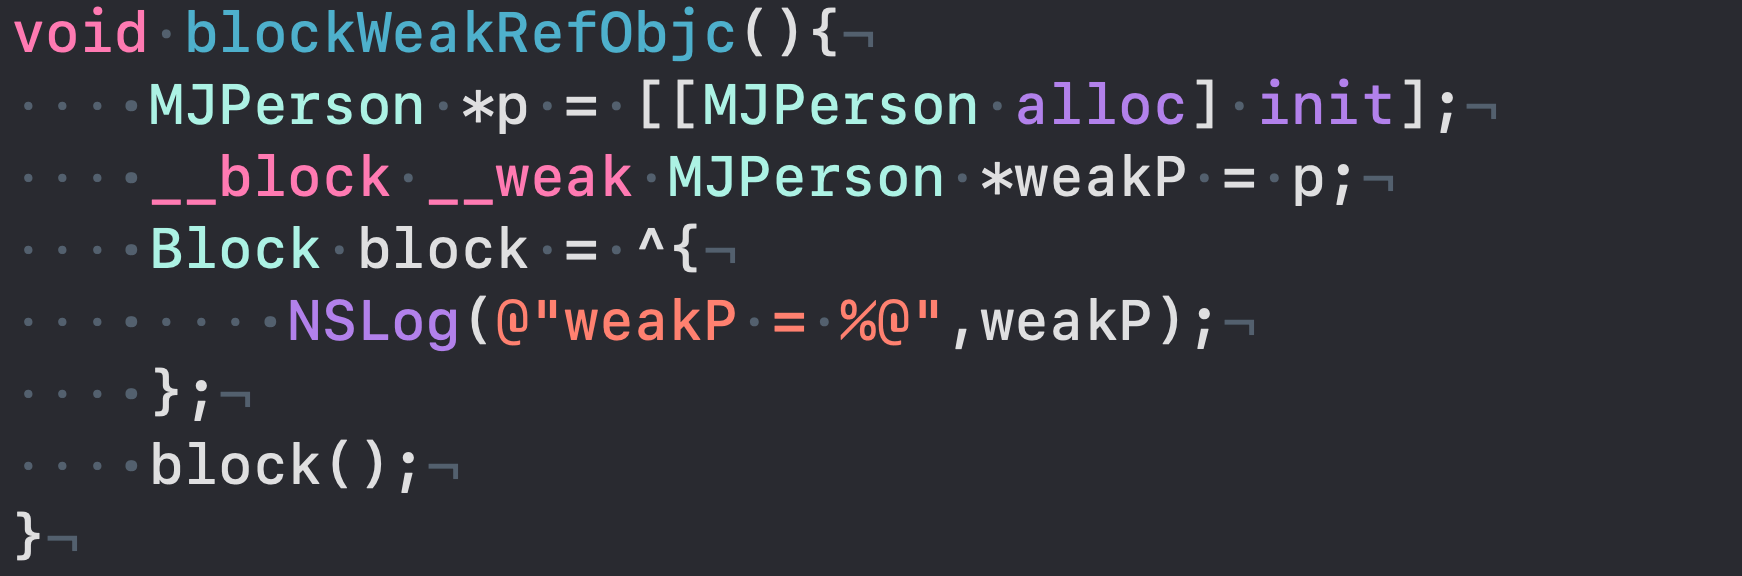 void blockWeakRefObjc(){
    MJPerson *p = [[MJPerson alloc] init];
    __block __weak MJPerson *weakP = p;
    Block block = ^{
        NSLog(@"weakP = %@",weakP);
    };
    block();
}